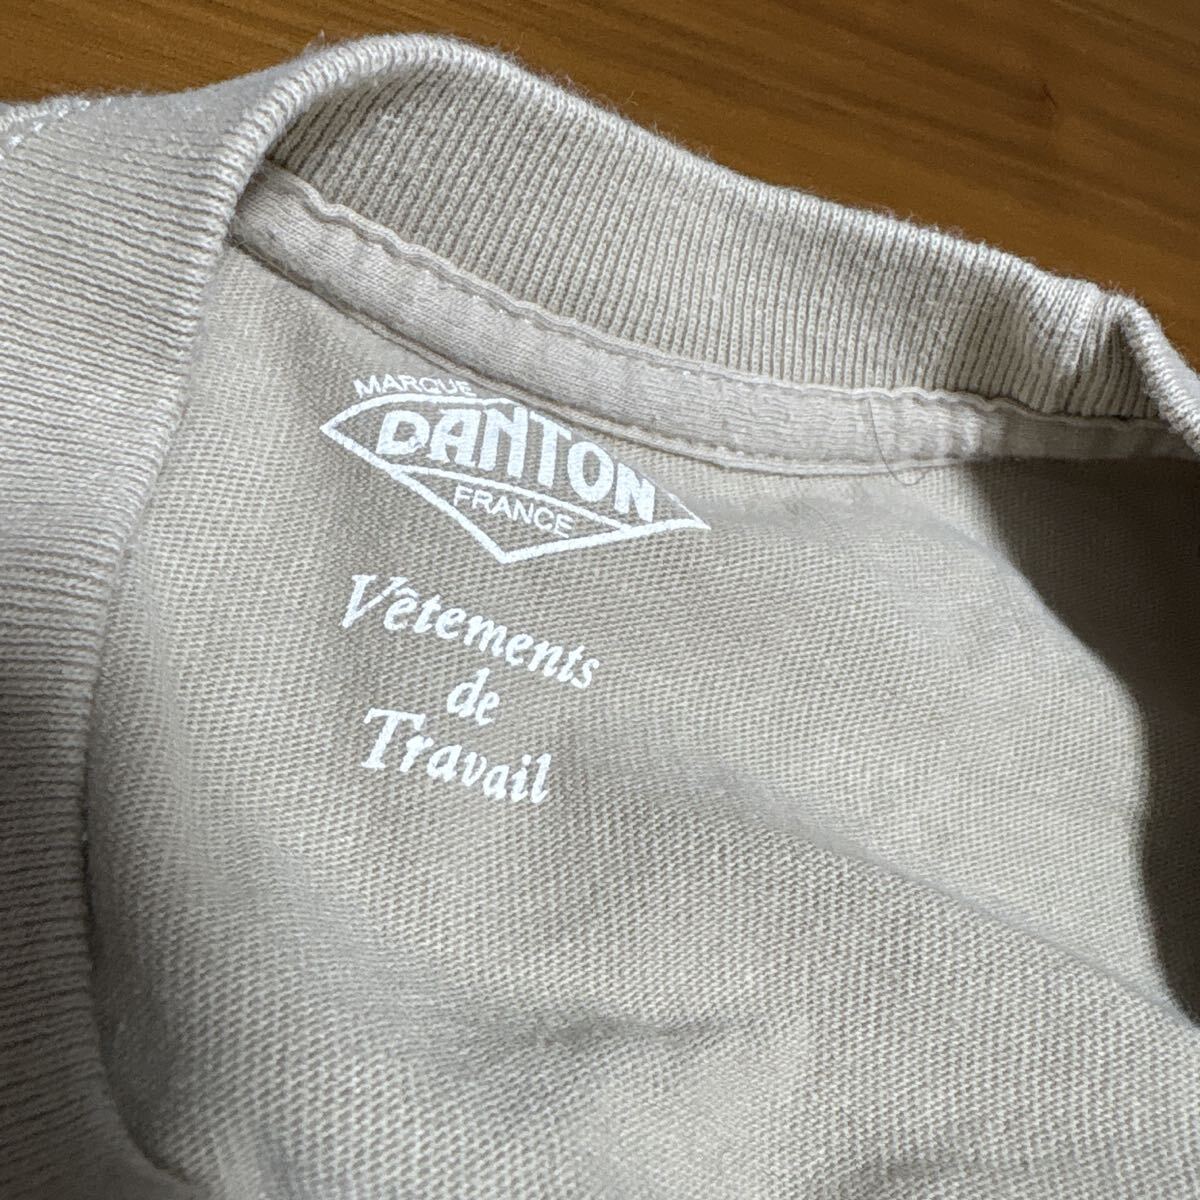 MARQUE
DANTON
FRANCE
Vêtements
de
Travail